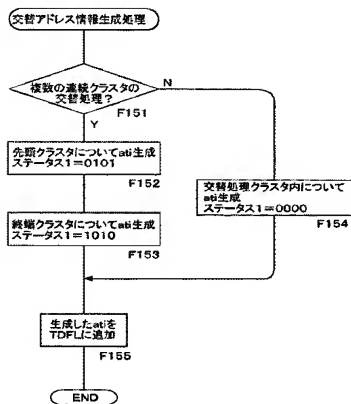 交替アドレス情報生成処理
複数の連続クラスタの
交替処理?
N
F151
Y
先頭クラスタについてati生成
ステータス1=0101
F152
交替処理クラスタ内について
ati生成
ステータス1=0000
F154
終端クラスタについてati生成
ステータス1=1010
F153
生成したatiを
TDFLに追加
F155
END